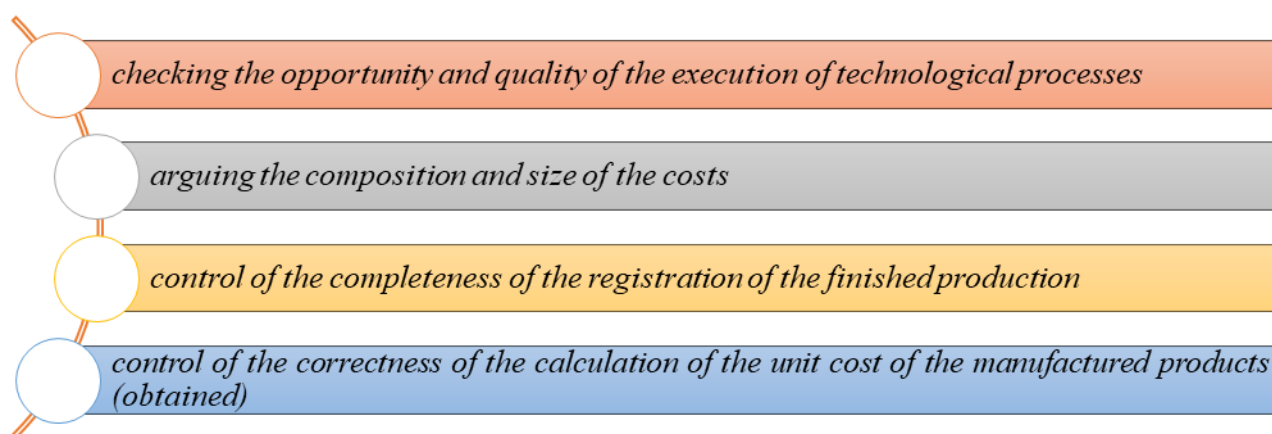 checking the opportunity and quality of the execution of technological processes
arguing the composition and size of the costs
control of the completeness of the registration of the finished production
control of the correctness of the calculation of the unit cost of the manufactured products
(obtained)